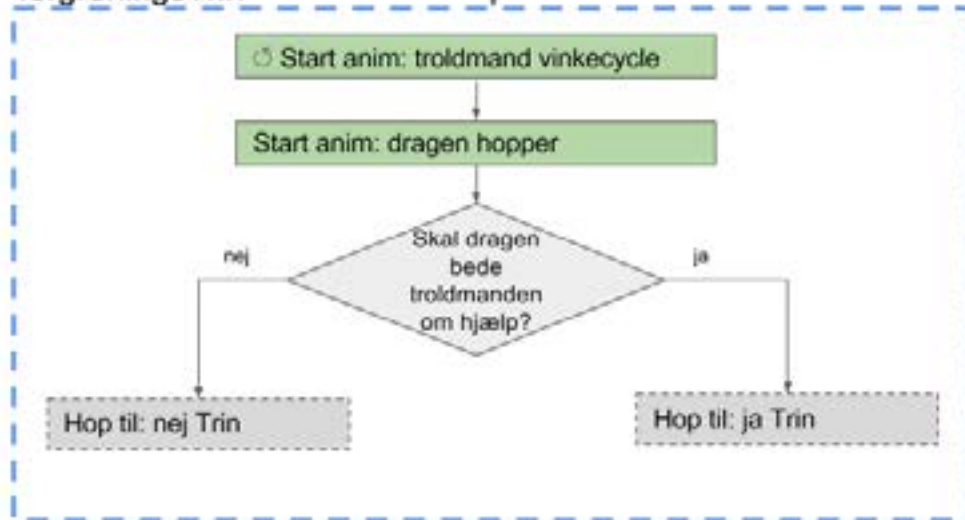 Start anim: troldmand vinkecycle
Start anim: dragen hopper
Skal dragen
bede
troldmanden
om hjælp?
nej
ja
Hop til: nej Trin
Hop til: ja Trin